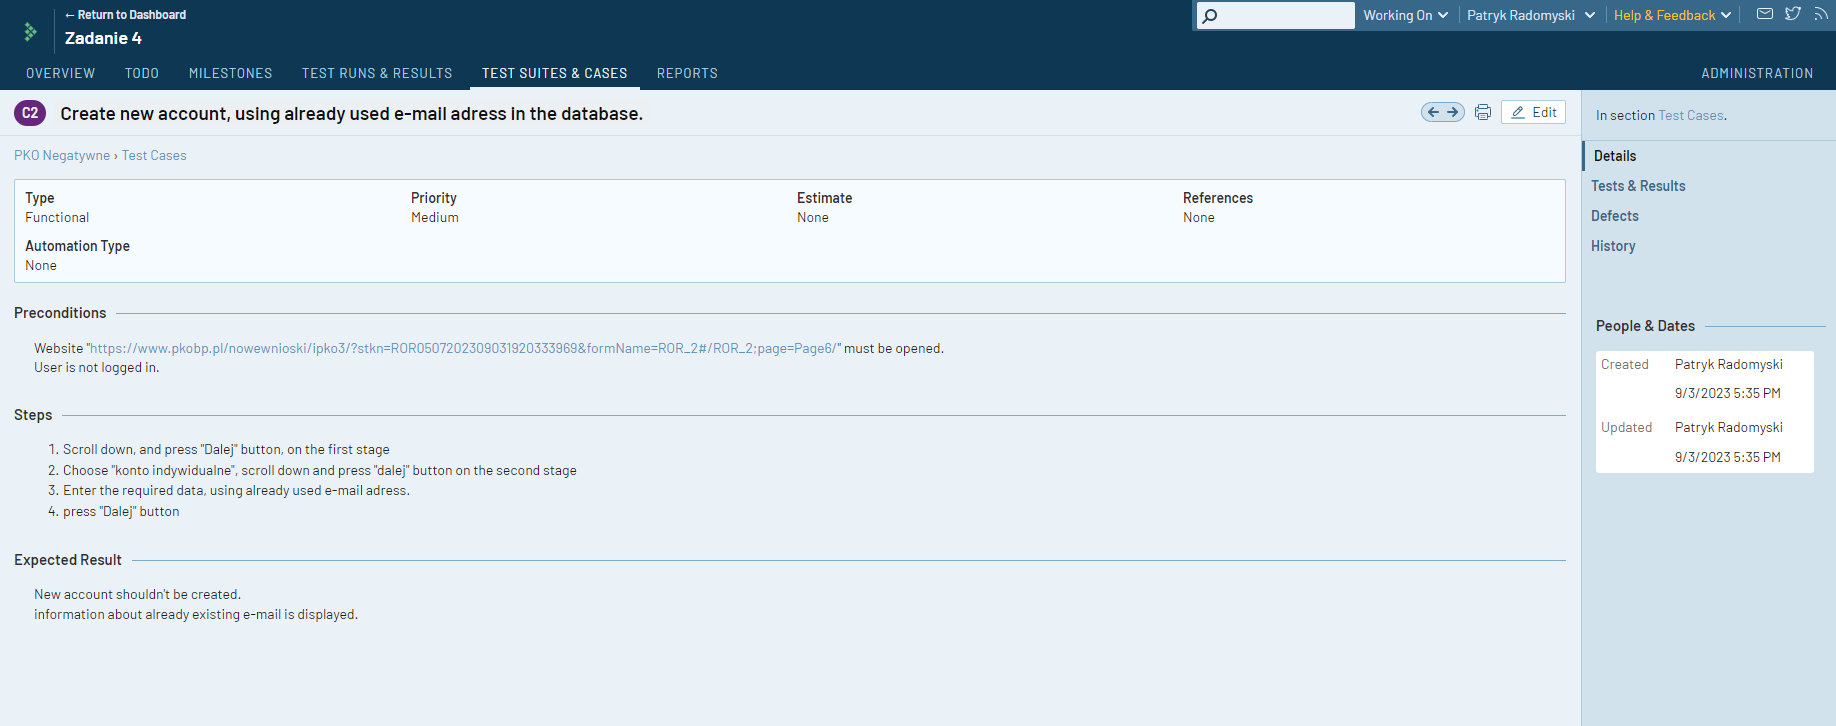 ← Return to Dashboard
Zadanie 4
Working On
Patryk Radomyski
Help & Feedback
OVERVIEW
TODO
MILESTONES
TEST RUNS & RESULTS
TEST SUITES & CASES
REPORTS
ADMINISTRATION
C2
Create new account, using already used e-mail adress in the database.
Edit
PKO Negatywne › Test Cases
Type
Functional
Priority
Medium
Estimate
None
References
None
Automation Type
None
Preconditions
Website "https://www.pkobp.pl/nowewnioski/ipko3/?stkn=ROR0507202309031920333969&formName=ROR_2#/ROR_2;page=Page6/" must be opened.
User is not logged in.
Steps
1. Scroll down, and press "Dalej" button, on the first stage
2. Choose "konto indywidualne", scroll down and press "dalej" button on the second stage
3. Enter the required data, using already used e-mail adress.
4. press "Dalej" button
Expected Result
New account shouldn't be created.
information about already existing e-mail is displayed.
In section Test Cases.
Details
Tests & Results
Defects
History
People & Dates
Created Patryk Radomyski
9/3/2023 5:35 PM
Updated Patryk Radomyski
9/3/2023 5:35 PM